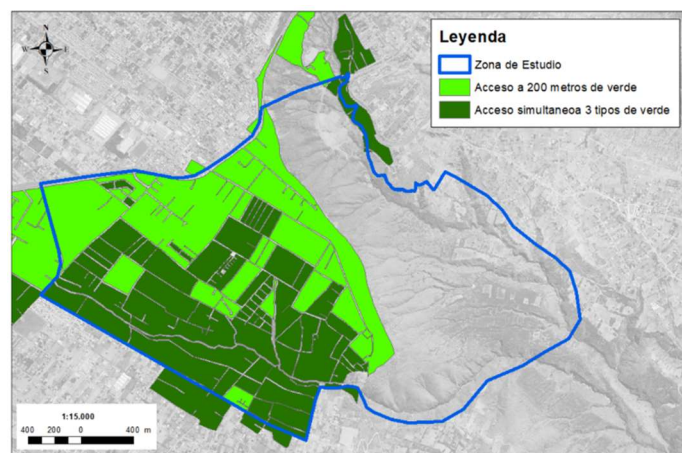 N
W E
S
Leyenda
Zona de Estudio
Acceso a 200 metros de verde
Acceso simultaneoa 3 tipos de verde
1:15.000
400 200 0 400 m